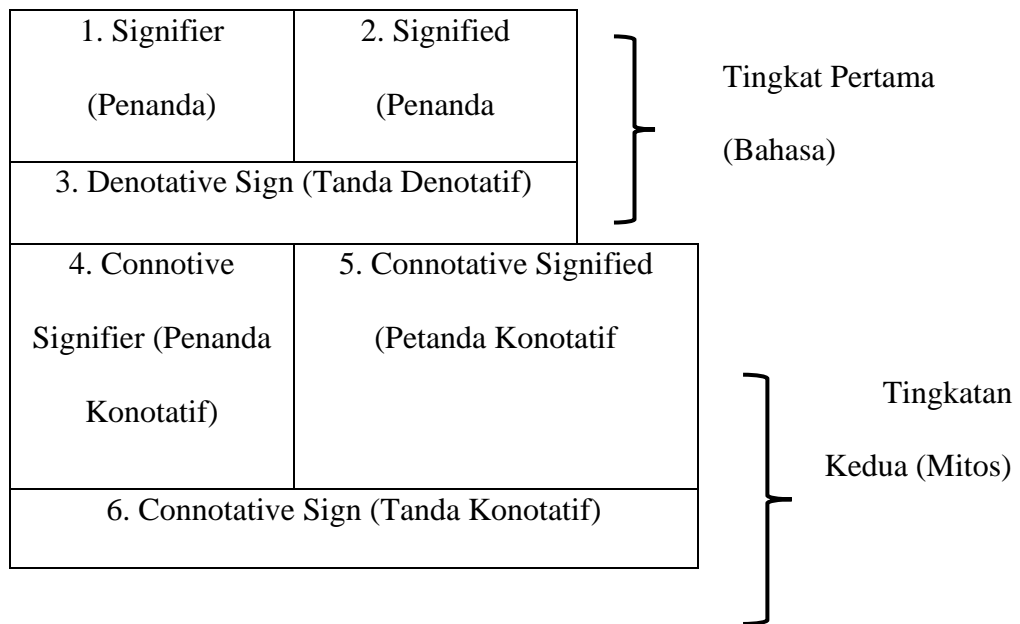 1. Signifier
(Penanda)
2. Signified
(Penanda
3. Denotative Sign (Tanda Denotatif)
Tingkat Pertama
(Bahasa)
4. Connotive
Signifier (Penanda
Konotatif)
5. Connotative Signified
(Petanda Konotatif
6. Connotative Sign (Tanda Konotatif)
Tingkatan
Kedua (Mitos)